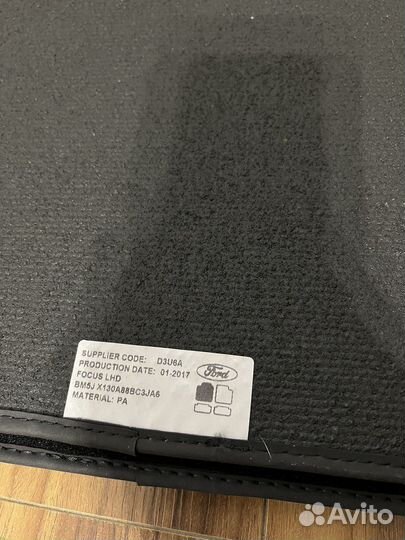 SUPPLIER CODE: D3U6A
PRODUCTION DATE: 01-2017
FOCUS LHD
BM5J X130A88BC3JA6
MATERIAL: PA
Ford
Avito